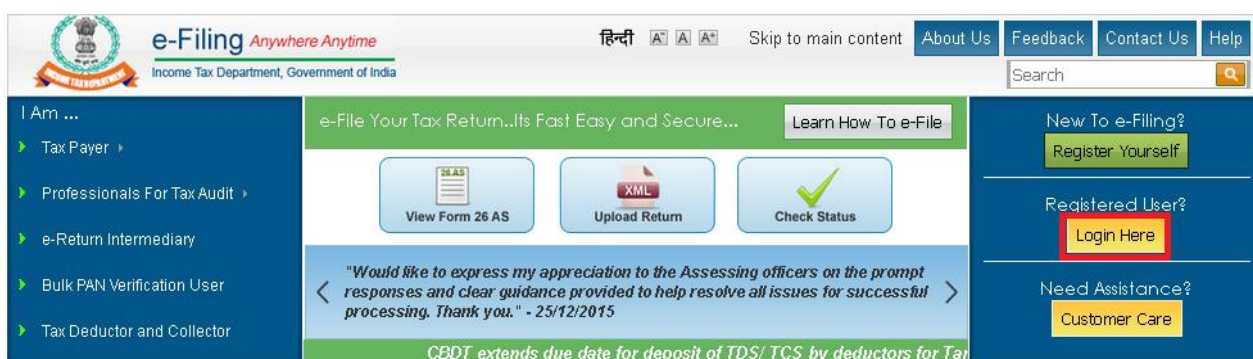 e-Filing Anywhere Anytime
Income Tax Department, Government of India
हिन्दी A- A A+ Skip to main content About Us Feedback Contact Us Help
Search
I Am ...
Tax Payer
Professionals For Tax Audit
e-Return Intermediary
Bulk PAN Verification User
Tax Deductor and Collector
e-File Your Tax Return..Its Fast Easy and Secure... Learn How To e-File
26 AS
View Form 26 AS
XML
Upload Return
Check Status
"Would like to express my appreciation to the Assessing officers on the prompt
responses and clear guidance provided to help resolve all issues for successful
processing. Thank you." - 25/12/2015
CBDT extends due date for deposit of TDS/ TCS by deductors for
New To e-Filing?
Register Yourself
Registered User?
Login Here
Need Assistance?
Customer Care